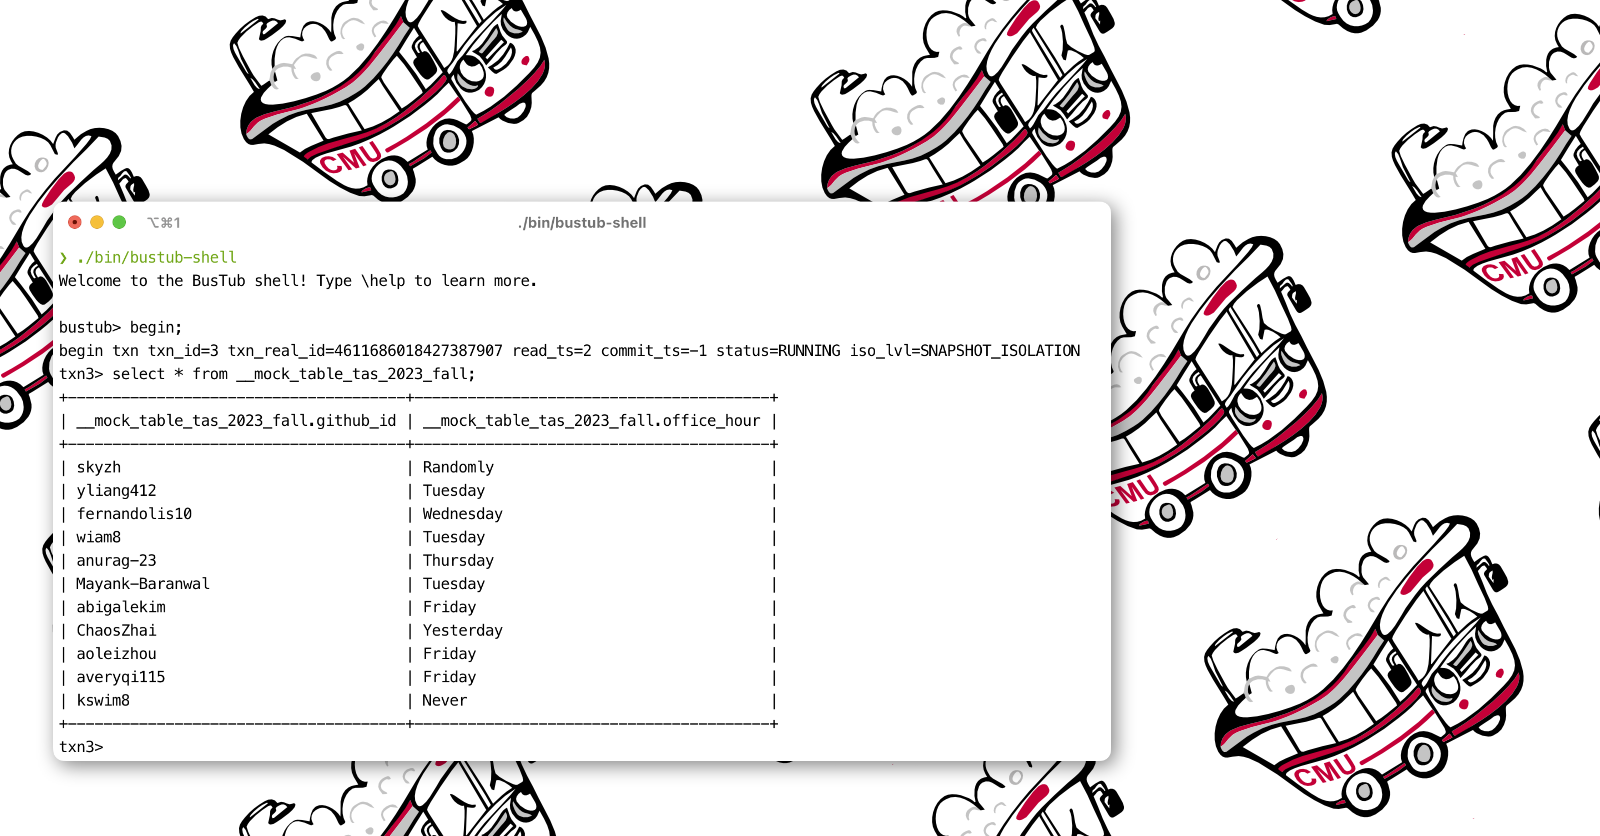 CMU
⌥⌘1
./bin/bustub-shell
❯ ./bin/bustub-shell
Welcome to the BusTub shell! Type \help to learn more.
bustub> begin;
begin txn txn_id=3 txn_real_id=4611686018427387907 read_ts=2 commit_ts=-1 status=RUNNING iso_lvl=SNAPSHOT_ISOLATION
txn3> select * from __mock_table_tas_2023_fall;
+--------------------------------------+----------------------------------------+
| __mock_table_tas_2023_fall.github_id | __mock_table_tas_2023_fall.office_hour |
+--------------------------------------+----------------------------------------+
| skyzh | Randomly |
| yliang412 | Tuesday |
| fernandolis10 | Wednesday |
| wiam8 | Tuesday |
| anurag-23 | Thursday |
| Mayank-Baranwal | Tuesday |
| abigalekim | Friday |
| ChaosZhai | Yesterday |
| aoleizhou | Friday |
| averyqi115 | Friday |
| kswim8 | Never |
+--------------------------------------+----------------------------------------+
txn3>
CMU
CMU
CMU
CMU